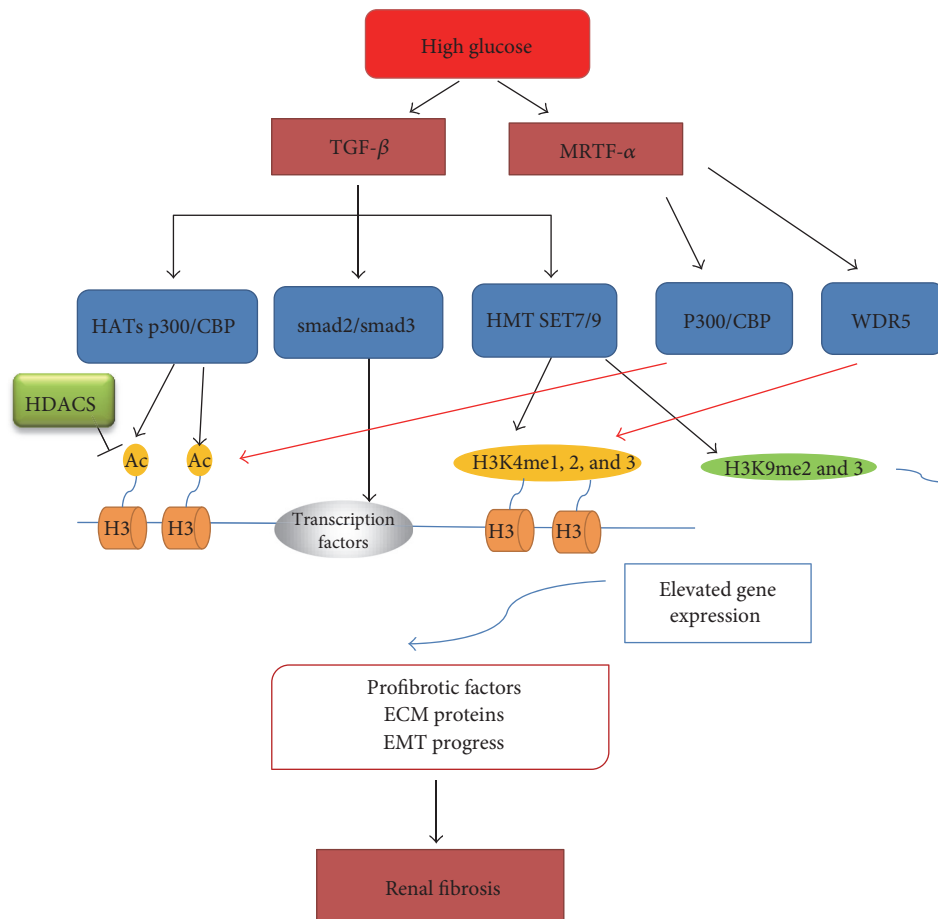 High glucose
TGF-β
MRTF-α
HATs p300/CBP
smad2/smad3
HMT SET7/9
P300/CBP
WDR5
HDACS
Ac
Ac
H3K4me1, 2, and 3
H3K9me2 and 3
H3
H3
Transcription
factors
H3
H3
Elevated gene
expression
Profibrotic factors
ECM proteins
EMT progress
Renal fibrosis